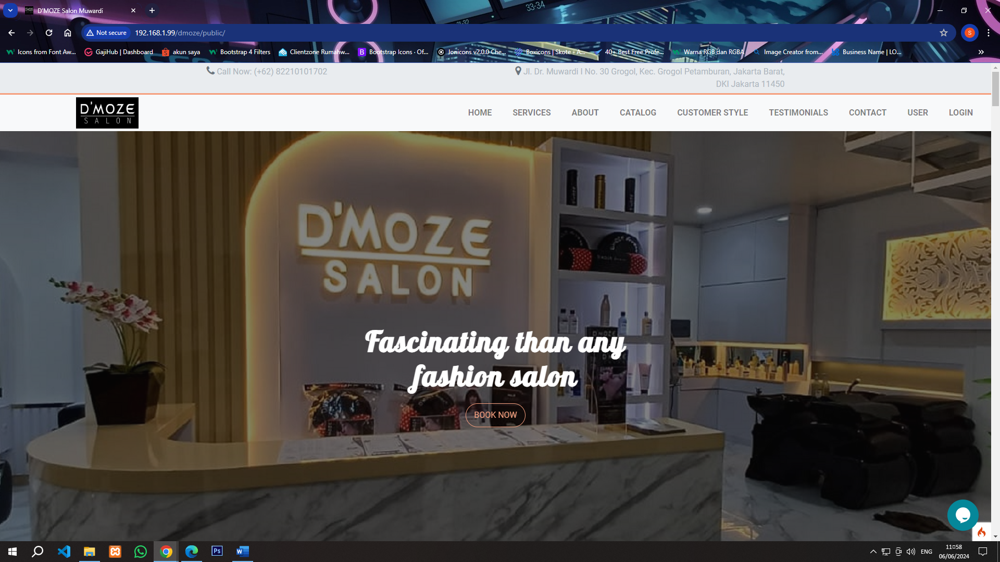 33-34
D'MOZE Salon Muwardi
Not secure
192.168.1.99/dmoze/public/
Icons from Font Aw...
GajiHub | Dashboard
akun saya
Bootstrap 4 Filters
Clientzone Rumahw...
Bootstrap Icons · Of...
Ionicons v2.0.0 Che...
Boxicons | Skote - A...
40+ Best Free Profe...
Warna RGB dan RGBA
Image Creator from...
Business Name | LO...
Call Now: (+62) 82210101702
Jl. Dr. Muwardi I No. 30 Grogol, Kec. Grogol Petamburan, Jakarta Barat,
DKI Jakarta 11450
D'MOZE
SALON
HOME
SERVICES
ABOUT
CATALOG
CUSTOMER STYLE
TESTIMONIALS
CONTACT
USER
LOGIN
D'MOZE
SALON
Fascinating than any
fashion salon
BOOK NOW
ENG
11:58
06/06/2024